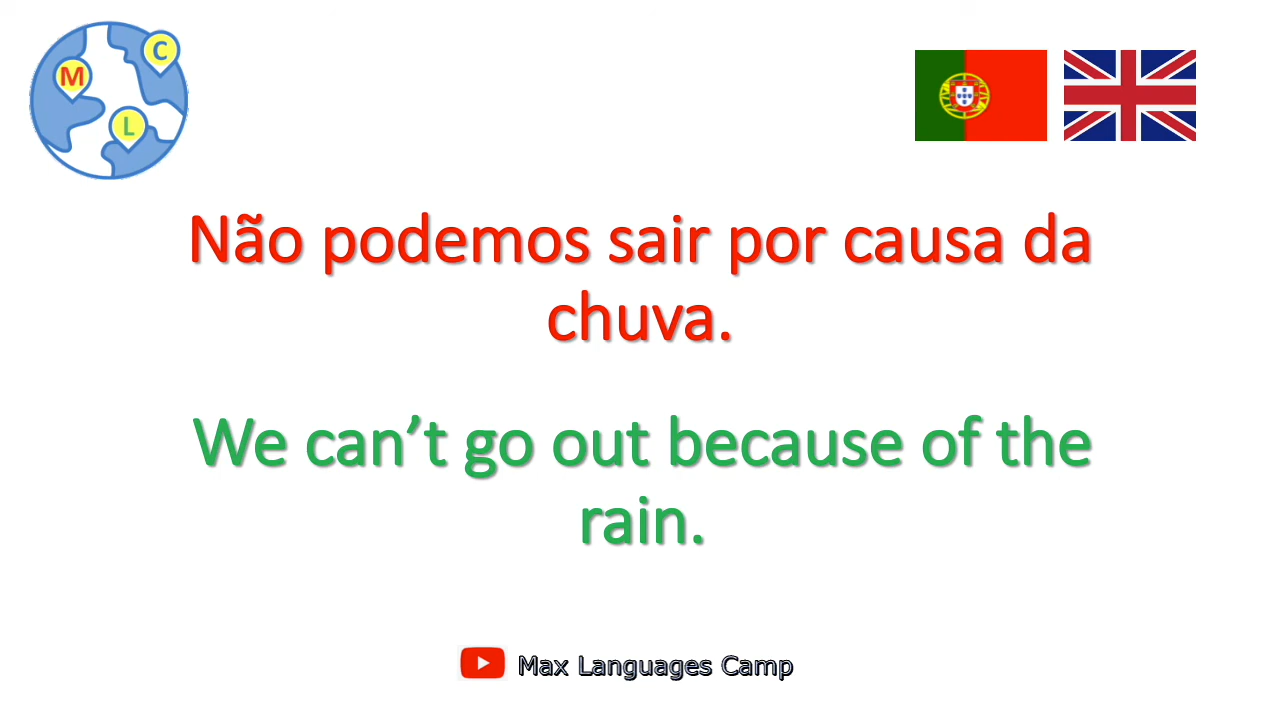 C
M
L
Não podemos sair por causa da
chuva.
We can’t go out because of the
rain.
Max Languages Camp